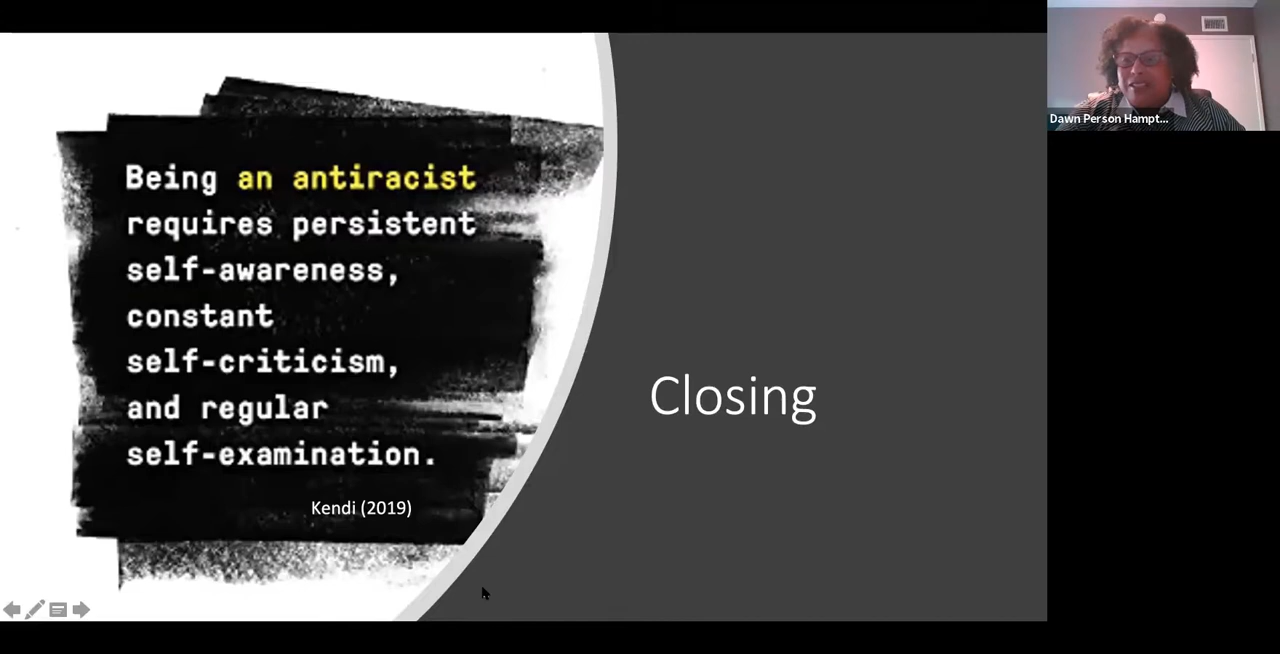 Being an antiracist
requires persistent
self-awareness,
constant
self-criticism,
and regular
self-examination.
Kendi (2019)
Closing
Dawn Person Hampt...